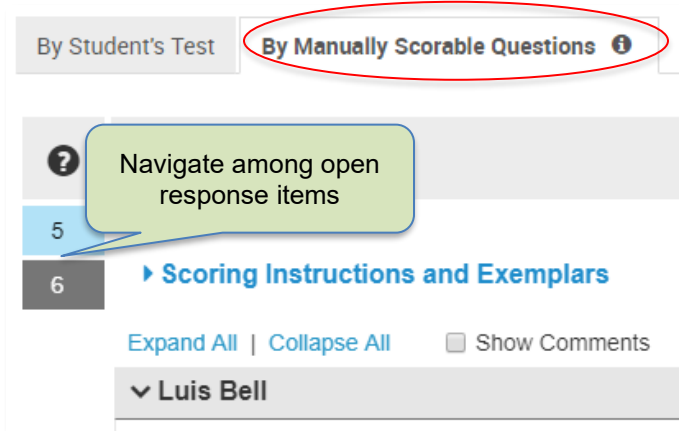 By Student's Test
By Manually Scorable Questions
Navigate among open
response items
5
6
Scoring Instructions and Exemplars
Expand All | Collapse All
Show Comments
Luis Bell